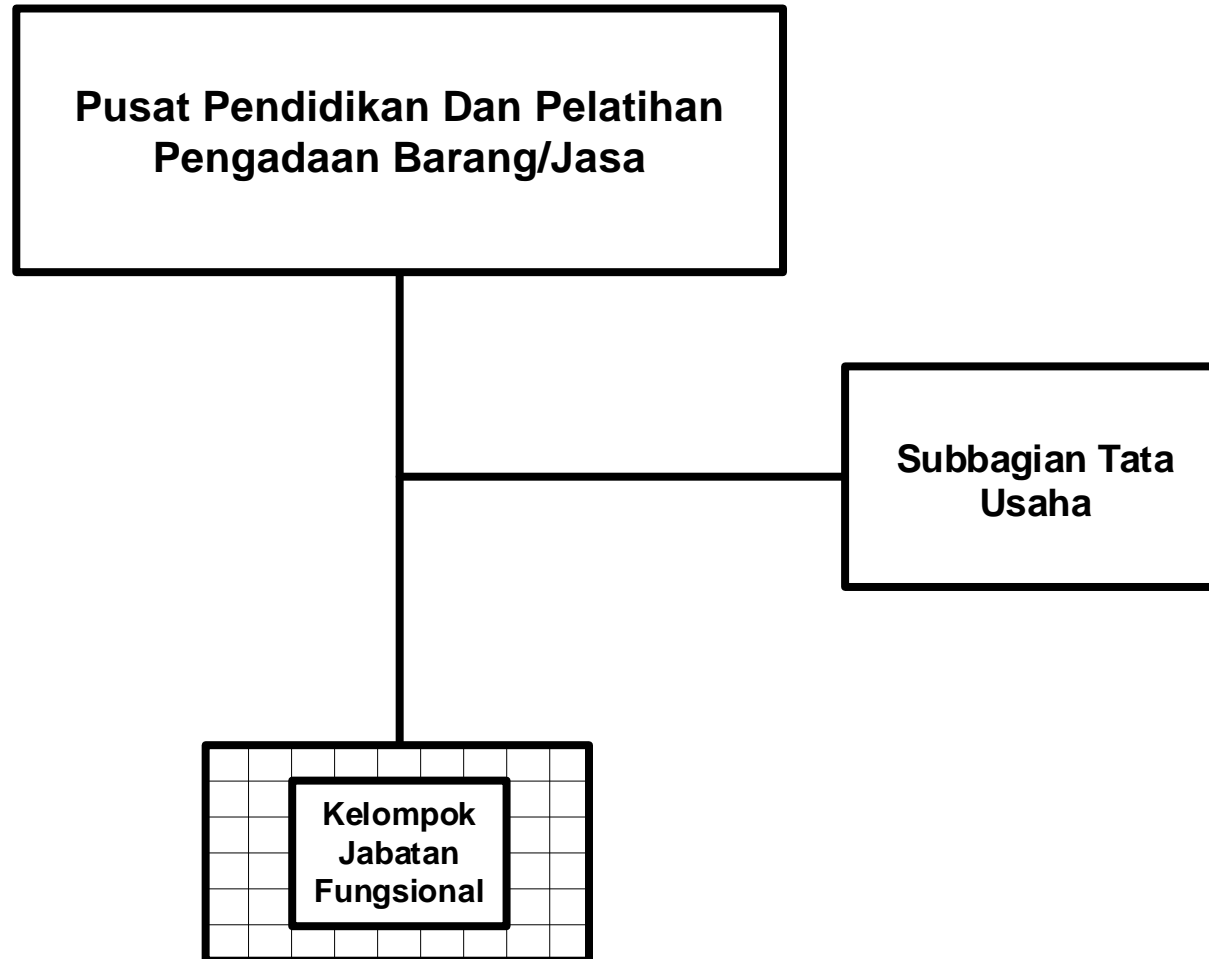 Pusat Pendidikan Dan Pelatihan
Pengadaan Barang/Jasa
Subbagian Tata
Usaha
Kelompok
Jabatan
Fungsional